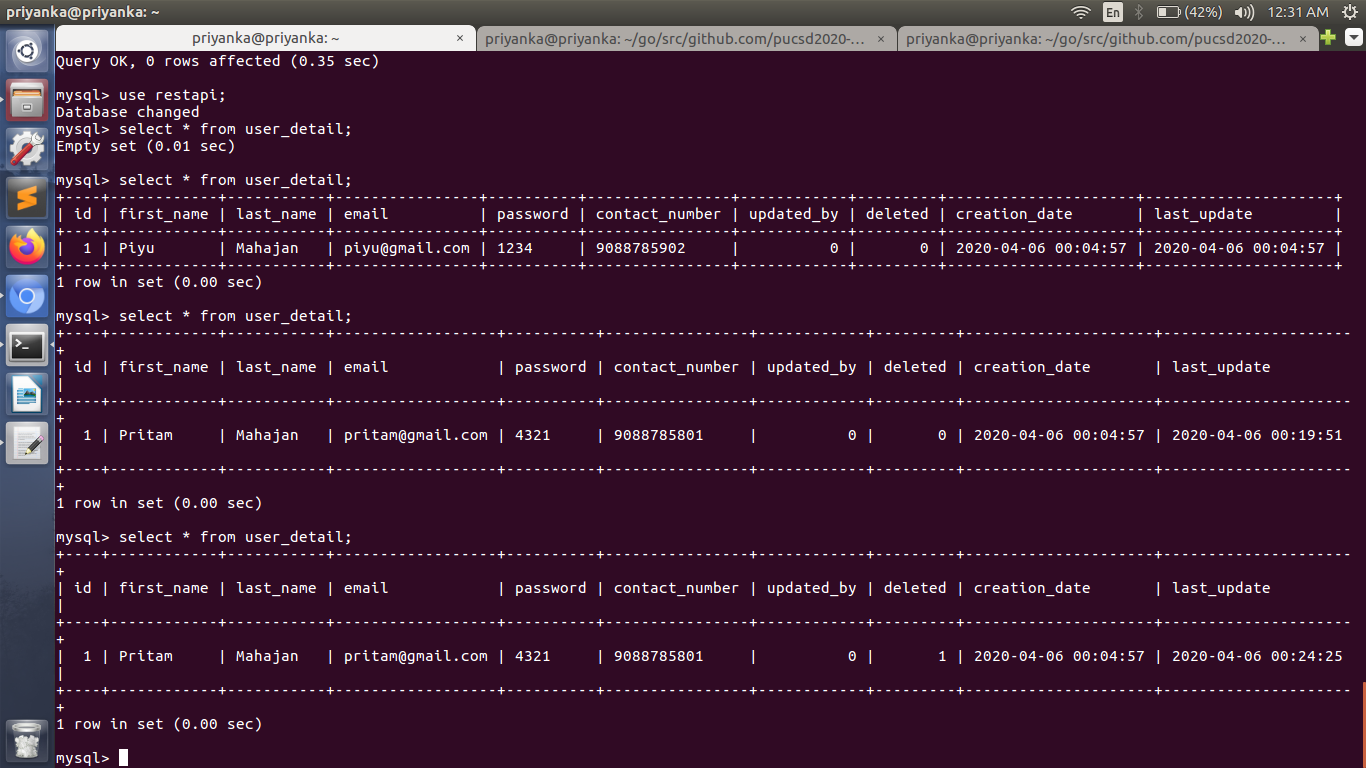 priyanka@priyanka: ~
En
(42%)
12:31 AM
priyanka@priyanka: ~ ×
priyanka@priyanka: ~/go/src/github.com/pucsd2020-... ×
priyanka@priyanka: ~/go/src/github.com/pucsd2020-... ×
Query OK, 0 rows affected (0.35 sec)

mysql> use restapi;
Database changed
mysql> select * from user_detail;
Empty set (0.01 sec)

mysql> select * from user_detail;
+----+------------+-----------+----------------+----------+----------------+------------+---------+---------------------+---------------------+
| id | first_name | last_name | email          | password | contact_number | updated_by | deleted | creation_date       | last_update         |
+----+------------+-----------+----------------+----------+----------------+------------+---------+---------------------+---------------------+
|  1 | Piyu       | Mahajan   | piyu@gmail.com | 1234     | 9088785902     |          0 |       0 | 2020-04-06 00:04:57 | 2020-04-06 00:04:57 |
+----+------------+-----------+----------------+----------+----------------+------------+---------+---------------------+---------------------+
1 row in set (0.00 sec)

mysql> select * from user_detail;
+----+------------+-----------+------------------+----------+----------------+------------+---------+---------------------+---------------------
+
| id | first_name | last_name | email            | password | contact_number | updated_by | deleted | creation_date       | last_update
|
+----+------------+-----------+------------------+----------+----------------+------------+---------+---------------------+---------------------
+
|  1 | Pritam     | Mahajan   | pritam@gmail.com | 4321     | 9088785801     |          0 |       0 | 2020-04-06 00:04:57 | 2020-04-06 00:19:51
|
+----+------------+-----------+------------------+----------+----------------+------------+---------+---------------------+---------------------
+
1 row in set (0.00 sec)

mysql> select * from user_detail;
+----+------------+-----------+------------------+----------+----------------+------------+---------+---------------------+---------------------
+
| id | first_name | last_name | email            | password | contact_number | updated_by | deleted | creation_date       | last_update
|
+----+------------+-----------+------------------+----------+----------------+------------+---------+---------------------+---------------------
+
|  1 | Pritam     | Mahajan   | pritam@gmail.com | 4321     | 9088785801     |          0 |       1 | 2020-04-06 00:04:57 | 2020-04-06 00:24:25
|
+----+------------+-----------+------------------+----------+----------------+------------+---------+---------------------+---------------------
+
1 row in set (0.00 sec)

mysql>